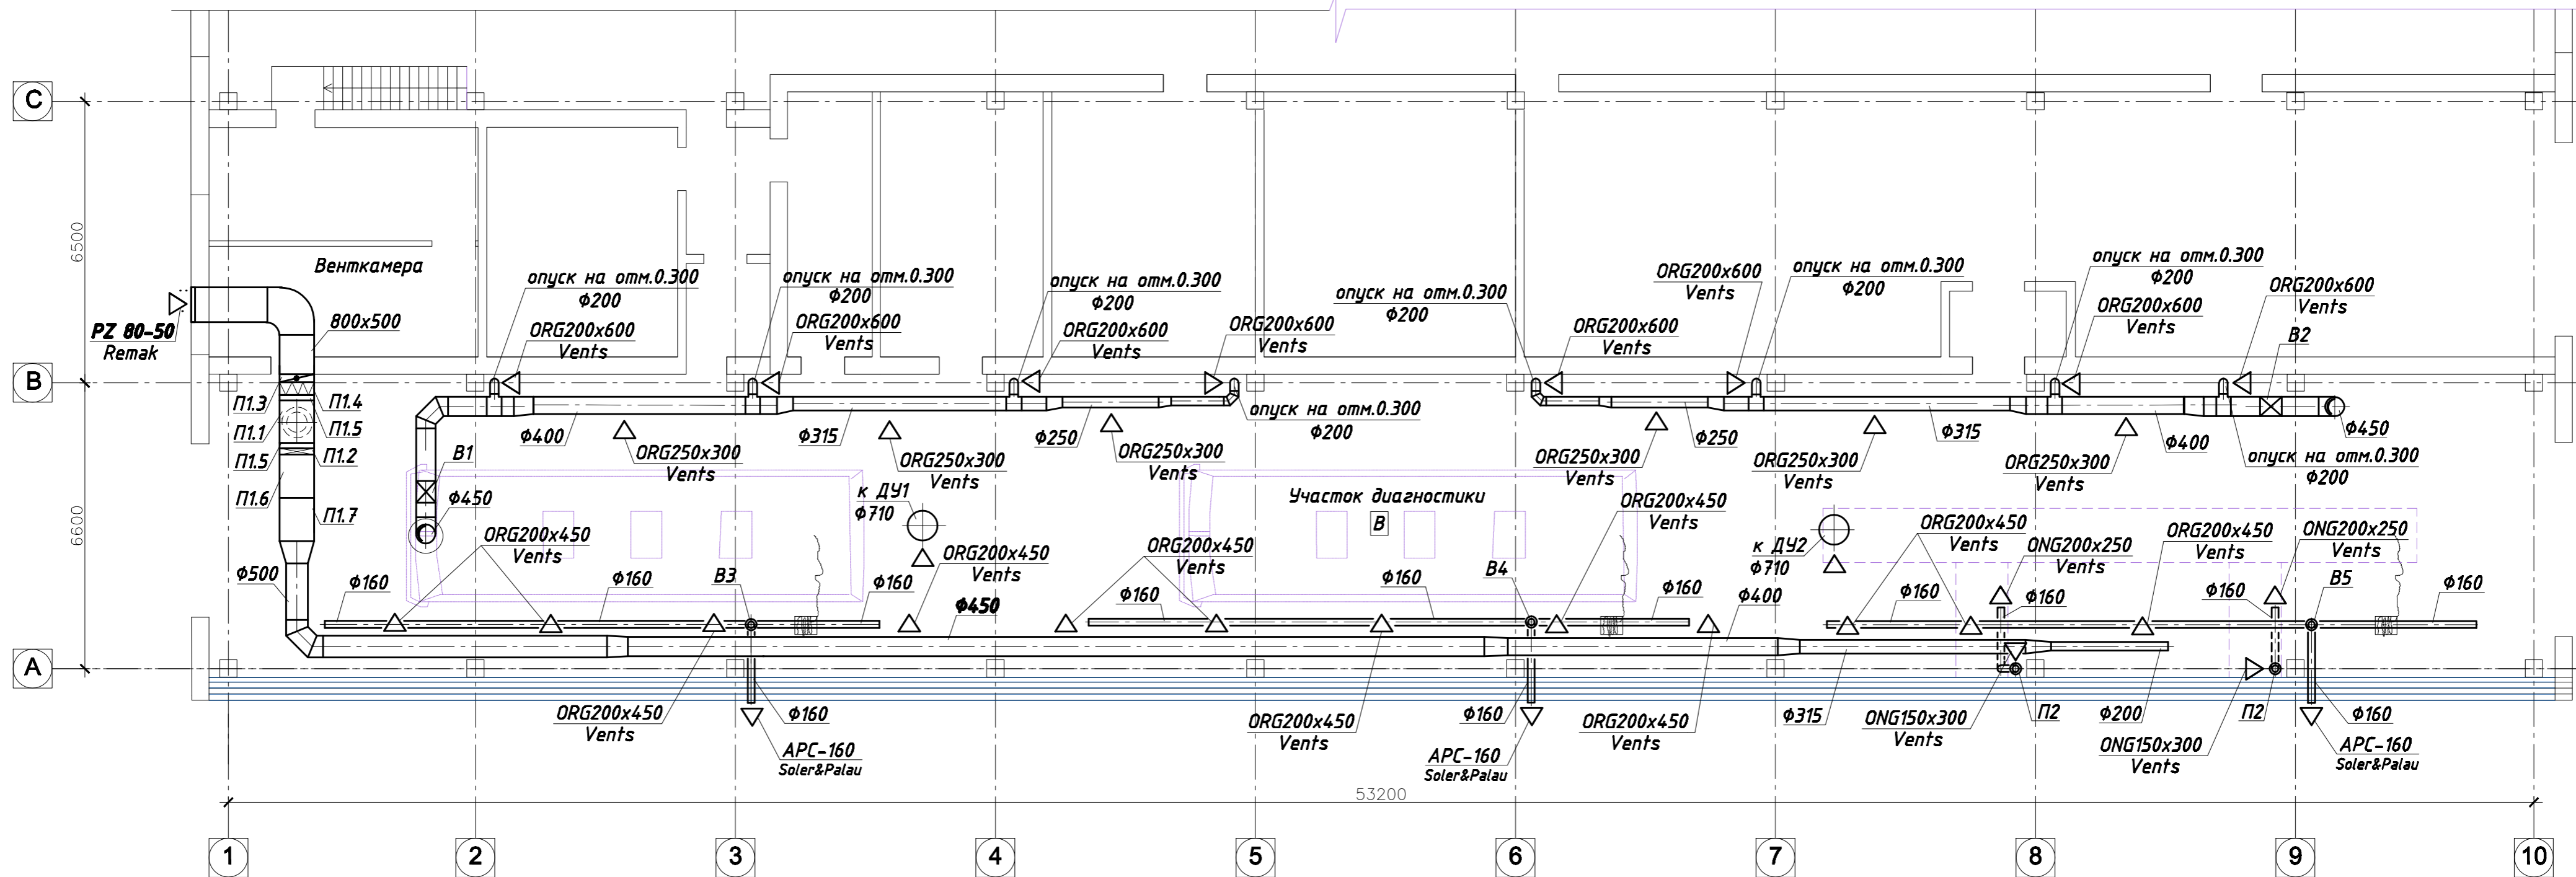 C
6500
Венткамера
опуск на отм.0.300
Ф200
опуск на отм.0.300
Ф200
опуск на отм.0.300
Ф200
опуск на отм.0.300
Ф200
ORG200x600
Vents
опуск на отм.0.300
Ф200
опуск на отм.0.300
Ф200
ORG200x600
Vents
PZ 80-50
Remak
800x500
ORG200x600
Vents
ORG200x600
Vents
ORG200x600
Vents
ORG200x600
Vents
ORG200x600
Vents
ORG200x600
Vents
В2
B
П1.3
П1.4
П1.1
П1.5
П1.5
П1.2
П1.6
П1.7
Ф400
ORG250x300
Vents
Ф315
ORG250x300
Vents
Ф250
ORG250x300
Vents
опуск на отм.0.300
Ф200
ORG250x300
Vents
Ф250
ORG250x300
Vents
Ф315
ORG250x300
Vents
Ф400
опуск на отм.0.300
Ф200
Ф450
В1
Ф450
6600
к ДУ1
Ф710
Участок диагностики
В
ORG200x450
Vents
к ДУ2
Ф710
ORG200x450
Vents
ORG200x450
Vents
ORG200x450
Vents
ORG200x450
Vents
ONG200x250
Vents
ORG200x450
Vents
ONG200x250
Vents
Ф500
Ф160
Ф160
В3
Ф160
Ф450
Ф160
Ф160
В4
Ф160
Ф400
Ф160
Ф160
Ф160
В5
Ф160
A
ORG200x450
Vents
Ф160
APC-160
Soler&Palau
ORG200x450
Vents
Ф160
APC-160
Soler&Palau
ORG200x450
Vents
Ф315
ONG150x300
Vents
П2
Ф200
ONG150x300
Vents
П2
Ф160
APC-160
Soler&Palau
53200
1
2
3
4
5
6
7
8
9
10